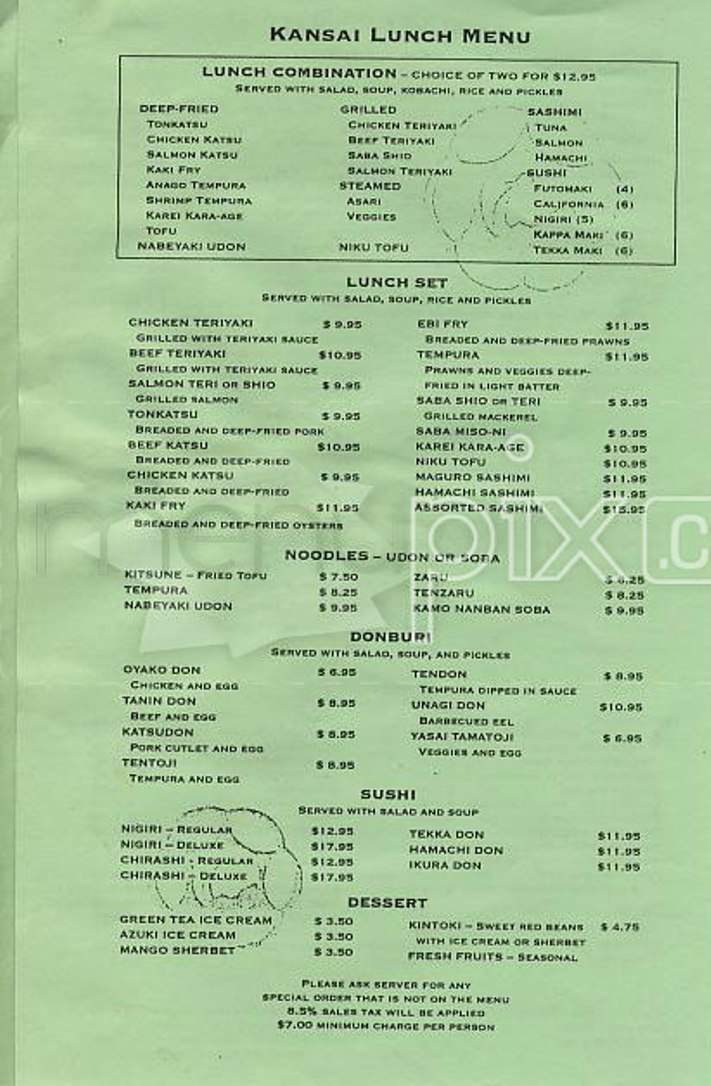 KANSAI LUNCH MENU
LUNCH COMBINATION – CHOICE OF TWO FOR $12.95
SERVED WITH SALAD, SOUP, KOBACHI, RICE AND PICKLES
DEEP-FRIED
TONKATSU
CHICKEN KATSU
SALMON KATSU
KAKI FRY
ANAGO TEMPURA
SHRIMP TEMPURA
KAREI KARA-AGE
TOFU
NABEYAKI UDON
GRILLED
CHICKEN TERIYAKI
BEEF TERIYAKI
SABA SHIO
SALMON TERIYAKI
STEAMED
ASARI
VEGGIES
NIKU TOFU
SASHIMI
TUNA
SALMON
HAMACHI
SUSHI
FUTOMAKI (4)
CALIFORNIA (6)
NIGIRI (5)
KAPPA MAKI (6)
TEKKA MAKI (6)
LUNCH SET
SERVED WITH SALAD, SOUP, RICE AND PICKLES
CHICKEN TERIYAKI $ 9.95
GRILLED WITH TERIYAKI SAUCE
BEEF TERIYAKI $10.95
GRILLED WITH TERIYAKI SAUCE
SALMON TERI OR SHIO $ 9.95
GRILLED SALMON
TONKATSU $ 9.95
BREADED AND DEEP-FRIED PORK
BEEF KATSU $10.95
BREADED AND DEEP-FRIED
CHICKEN KATSU $ 9.95
BREADED AND DEEP-FRIED
KAKI FRY $11.95
BREADED AND DEEP-FRIED OYSTERS
EBI FRY $11.95
BREADED AND DEEP-FRIED PRAWNS
TEMPURA $11.95
PRAWNS AND VEGGIES DEEP-
FRIED IN LIGHT BATTER
SABA SHIO OR TERI $ 9.95
GRILLED MACKEREL
SABA MISO-NI $ 9.95
KAREI KARA-AGE $10.95
NIKU TOFU $10.95
MAGURO SASHIMI $11.95
HAMACHI SASHIMI $11.95
ASSORTED SASHIMI $15.95
NOODLES – UDON OR SOBA
KITSUNE – FRIED TOFU $ 7.50
TEMPURA $ 8.25
NABEYAKI UDON $ 9.95
ZARU
TENZARU $ 8.25
KAMO NANBAN SOBA $ 9.95
pix.c
DONBURI
SERVED WITH SALAD, SOUP, AND PICKLES
OYAKO DON $ 6.95
CHICKEN AND EGG
TANIN DON $ 8.95
BEEF AND EGG
KATSUDON $ 8.95
PORK CUTLET AND EGG
TENTOJI $ 8.95
TEMPURA AND EGG
TENDON $ 8.95
TEMPURA DIPPED IN SAUCE
UNAGI DON $10.95
BARBECUED EEL
YASAI TAMATOJI $ 6.95
VEGGIES AND EGG
SUSHI
SERVED WITH SALAD AND SOUP
NIGIRI – REGULAR $12.95
NIGIRI – DELUXE $17.95
CHIRASHI - REGULAR $12.95
CHIRASHI – DELUXE $17.95
TEKKA DON $11.95
HAMACHI DON $11.95
IKURA DON $11.95
DESSERT
GREEN TEA ICE CREAM $ 3.50
AZUKI ICE CREAM $ 3.50
MANGO SHERBET $ 3.50
KINTOKI – SWEET RED BEANS $ 4.75
WITH ICE CREAM OR SHERBET
FRESH FRUITS – SEASONAL
PLEASE ASK SERVER FOR ANY
SPECIAL ORDER THAT IS NOT ON THE MENU
8.5% SALES TAX WILL BE APPLIED
$7.00 MINIMUM CHARGE PER PERSON